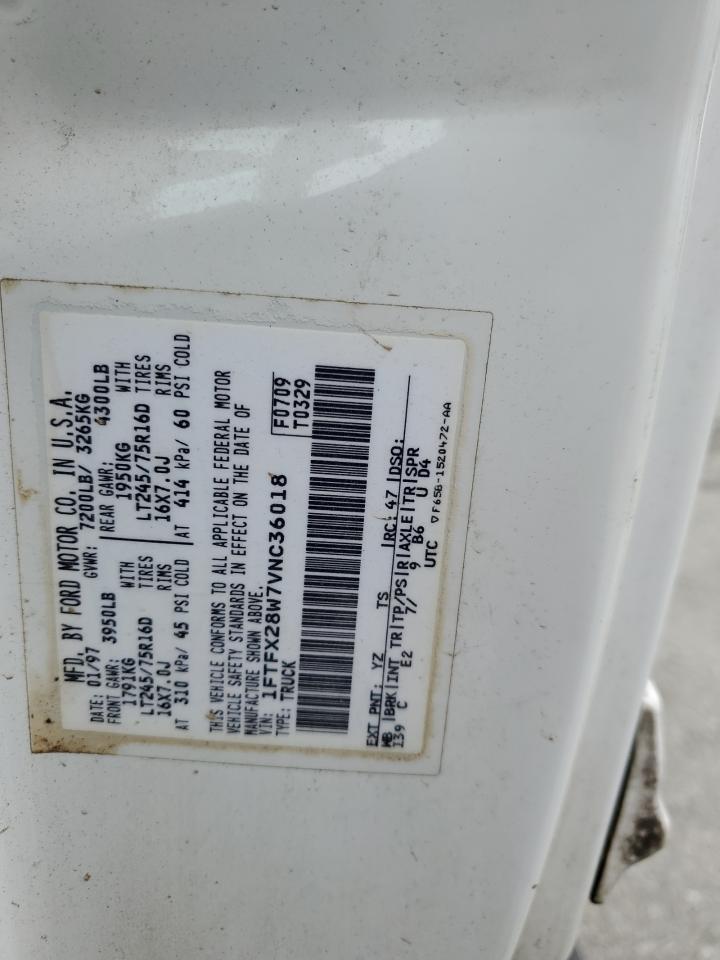 MFD. BY FORD MOTOR CO. IN U.S.A.
DATE: 01/97 GVWR: 7200LB/ 3265KG
FRONT GAWR: 3950LB REAR GAWR: 4300LB
1791KG WITH 1950KG WITH
LT245/75R16D TIRES LT245/75R16D TIRES
16X7.0J RIMS 16X7.0J RIMS
AT 310 kPa/ 45 PSI COLD AT 414 kPa/ 60 PSI COLD
THIS VEHICLE CONFORMS TO ALL APPLICABLE FEDERAL MOTOR
VEHICLE SAFETY STANDARDS IN EFFECT ON THE DATE OF
MANUFACTURE SHOWN ABOVE.
VIN: 1FTFX28W7VNC36018 F0709
TYPE: TRUCK T0329
EXT PNT: YZ TS RC: 47 DSO:
WB BRK INT TR TP/PS R AXLE TR SPR
139 C E2 7/ 9 B6 U D4
UTC ▽F65B-1520472-AA